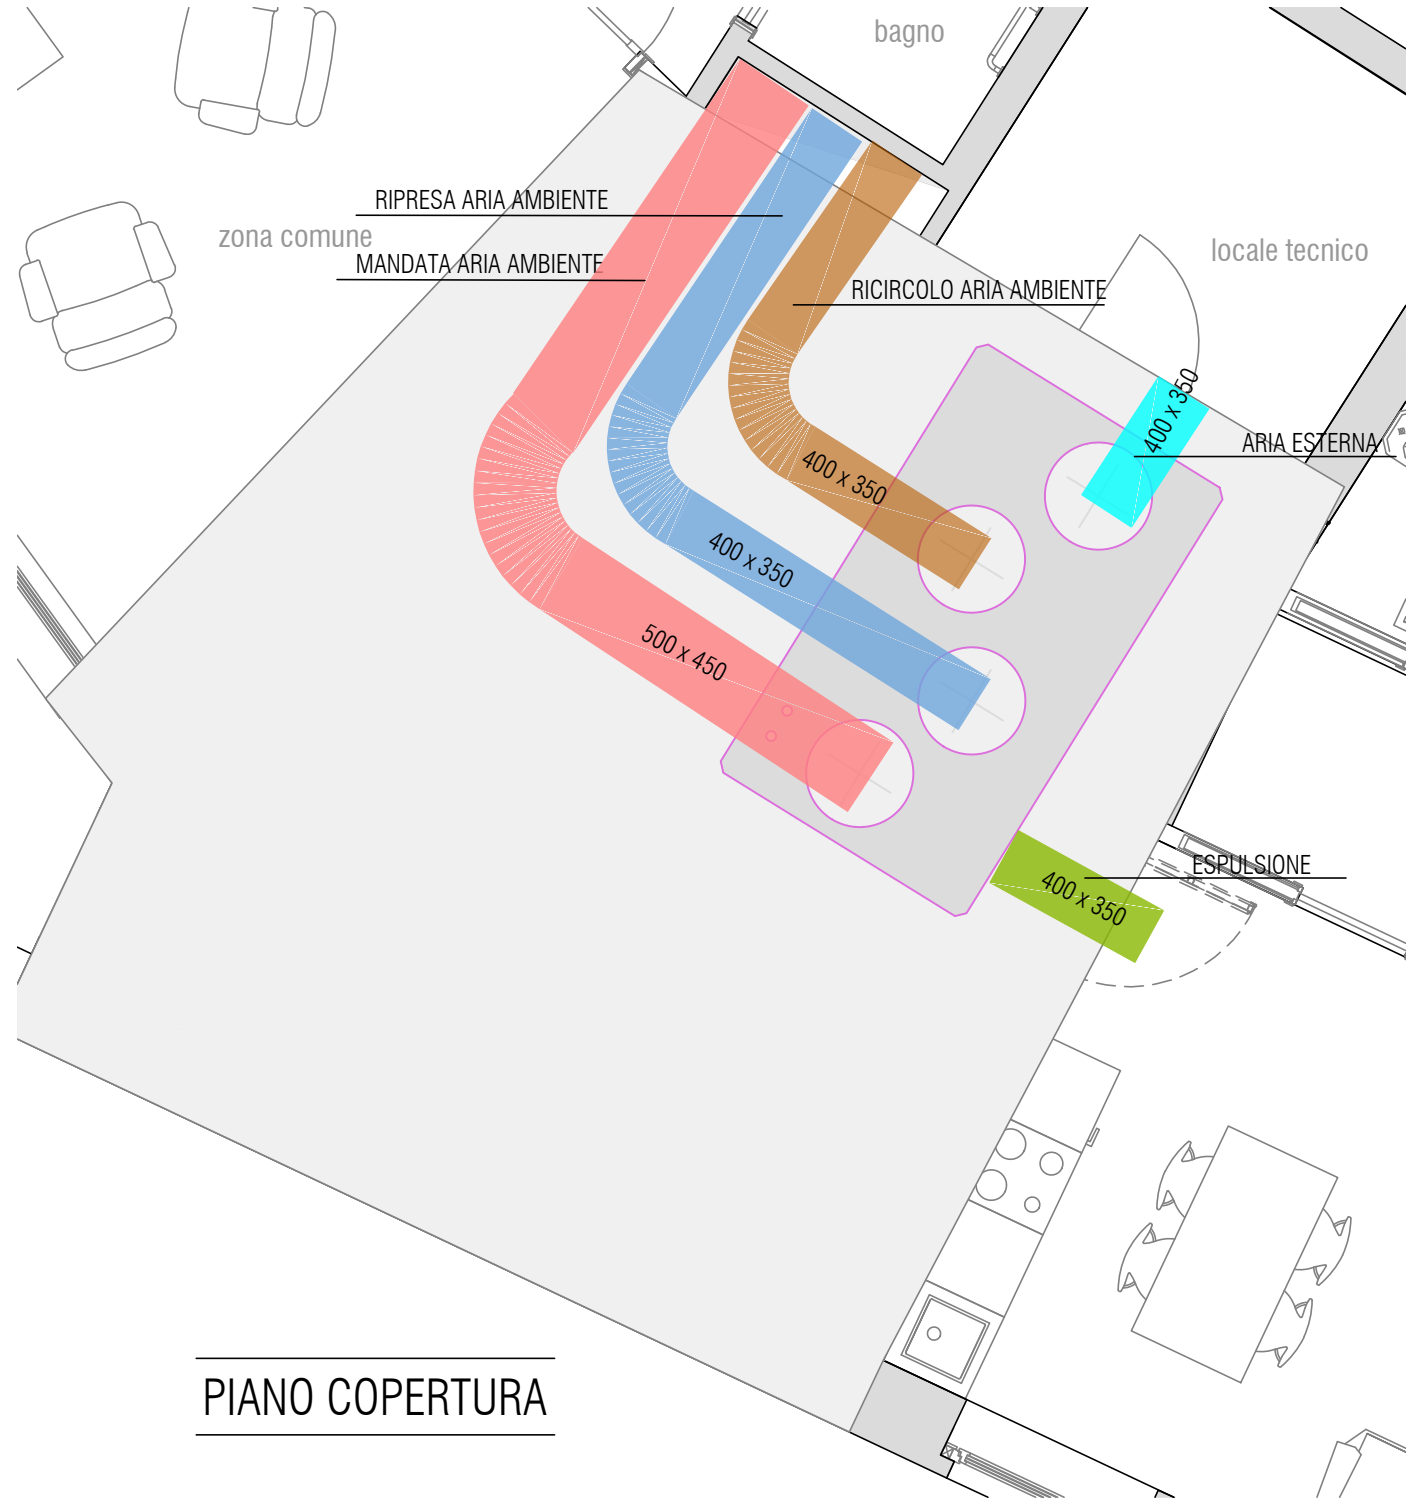 bagno
RIPRESA ARIA AMBIENTE
zona comune
MANDATA ARIA AMBIENTE
locale tecnico
RICIRCOLO ARIA AMBIENTE
400 x 350
ARIA ESTERNA
400 x 350
400 x 350
500 x 450
ESPULSIONE
400 x 350
PIANO COPERTURA